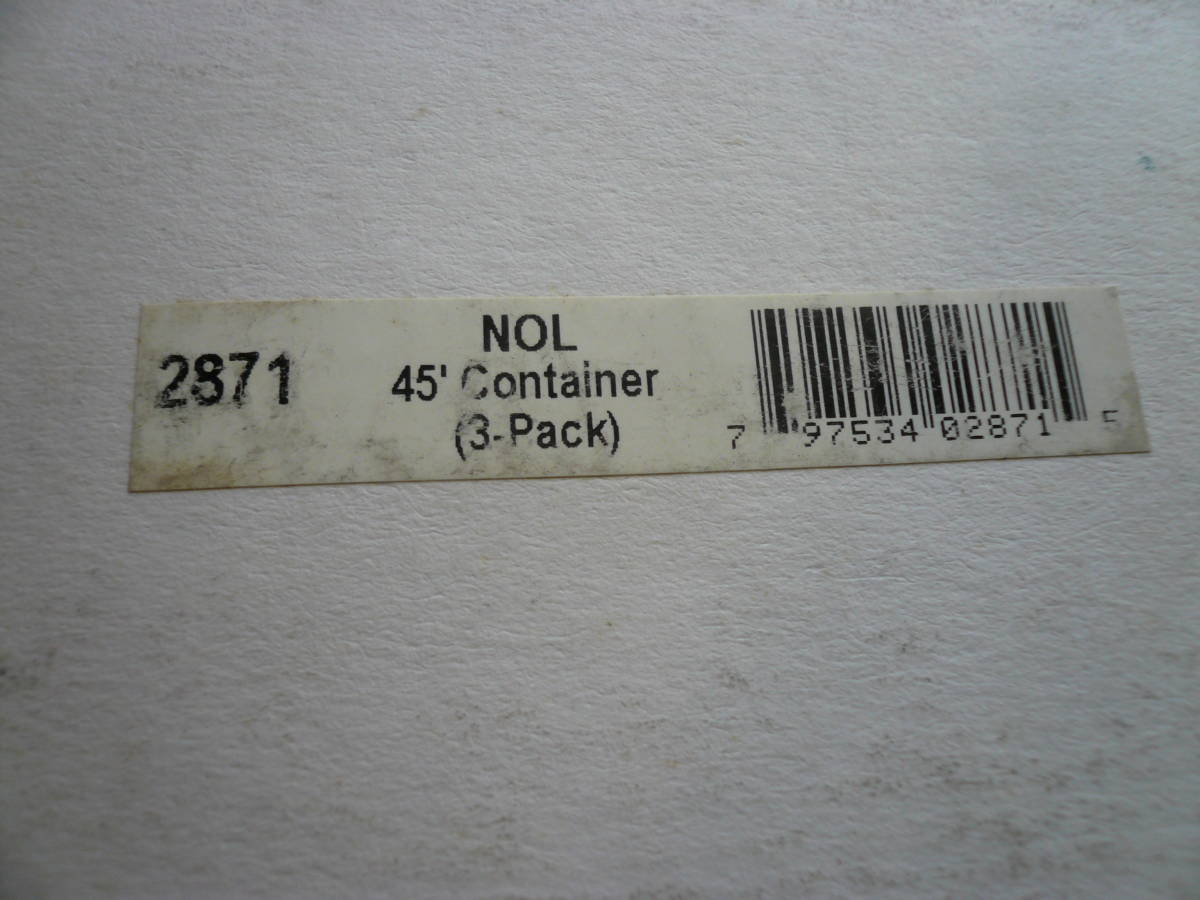 2871
NOL
45' Container
(3-Pack)
7 97534 02871 5